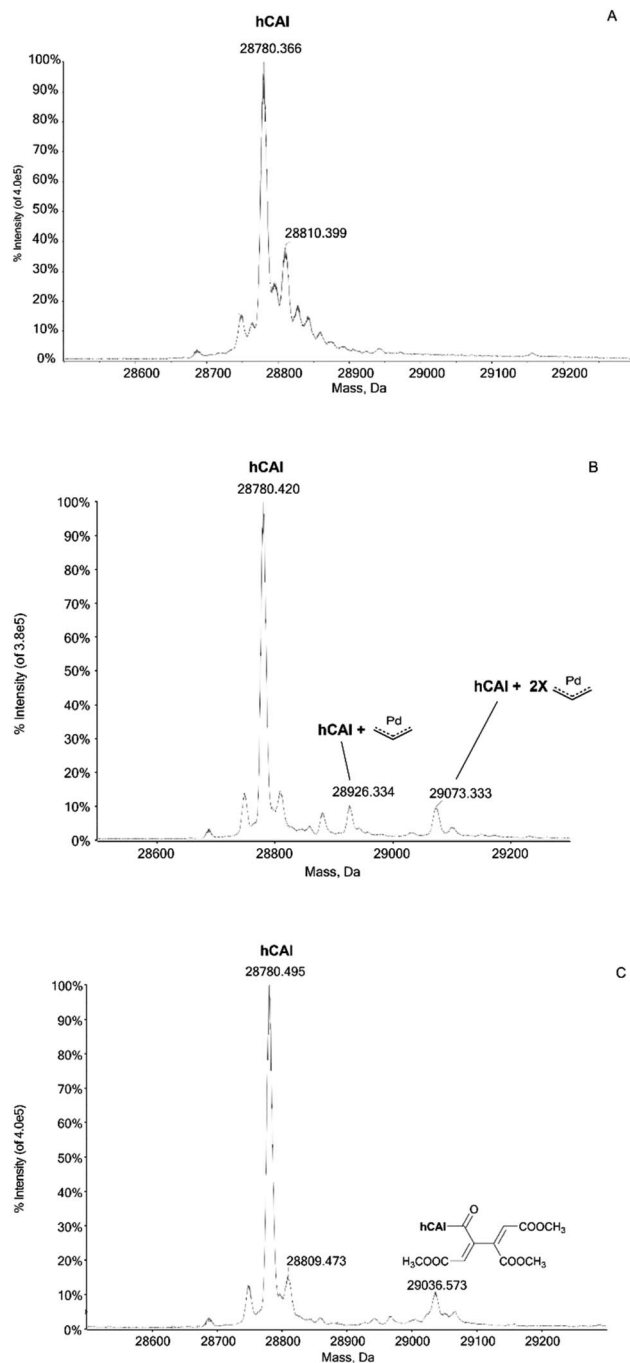 A
hCAI
28780.366
100%
90%
80%
70%
60%
50%
40%
30%
20%
10%
0%
% Intensity (of 4.0e5)
28810.399
28600 28700 28800 28900 29000 29100 29200
Mass, Da
B
hCAI
28780.420
100%
90%
80%
70%
60%
50%
40%
30%
20%
10%
0%
% Intensity (of 3.8e5)
hCAI + Pd
28926.334
hCAI + 2X Pd
29073.333
28600 28800 29000 29200
Mass, Da
C
hCAI
28780.495
100%
90%
80%
70%
60%
50%
40%
30%
20%
10%
0%
% Intensity (of 4.0e5)
28809.473
O
hCAI
COOCH3
H3COOC COOCH3
29036.573
28600 28700 28800 28900 29000 29100 29200
Mass, Da